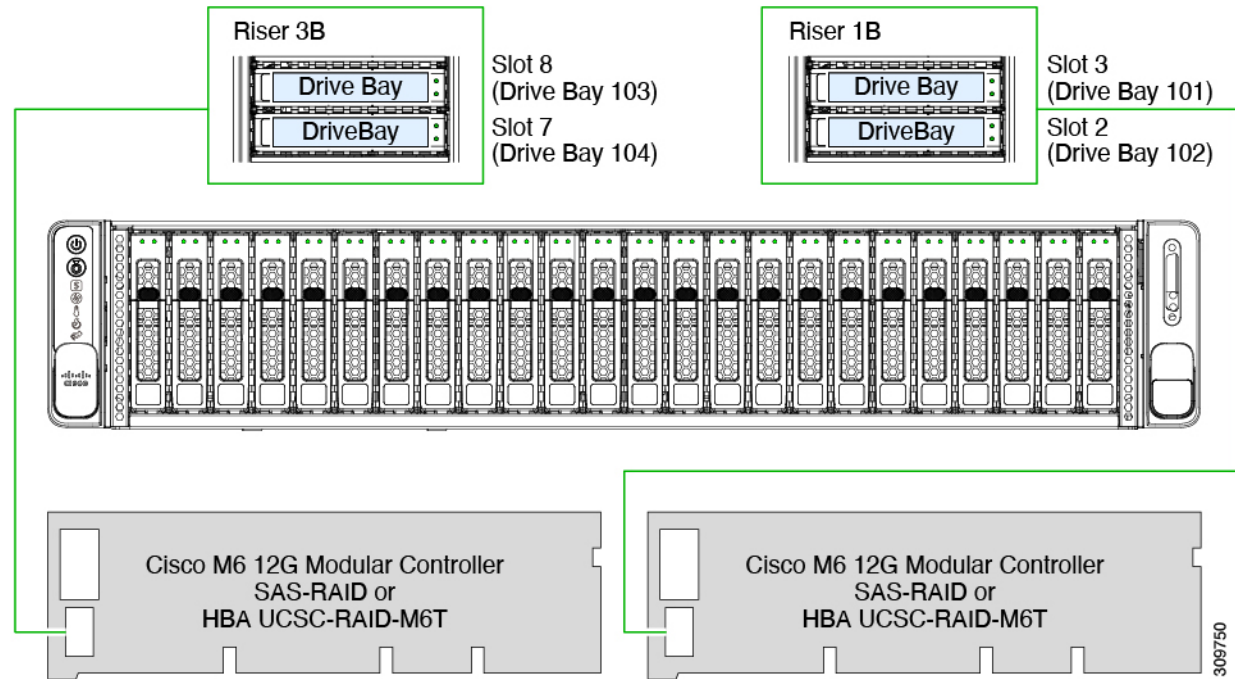 Riser 3B
Drive Bay
DriveBay
Slot 8
(Drive Bay 103)
Slot 7
(Drive Bay 104)
Riser 1B
Drive Bay
DriveBay
Slot 3
(Drive Bay 101)
Slot 2
(Drive Bay 102)
S
CISCO
Cisco M6 12G Modular Controller
SAS-RAID or
HBA UCSC-RAID-M6T
Cisco M6 12G Modular Controller
SAS-RAID or
HBA UCSC-RAID-M6T
309750